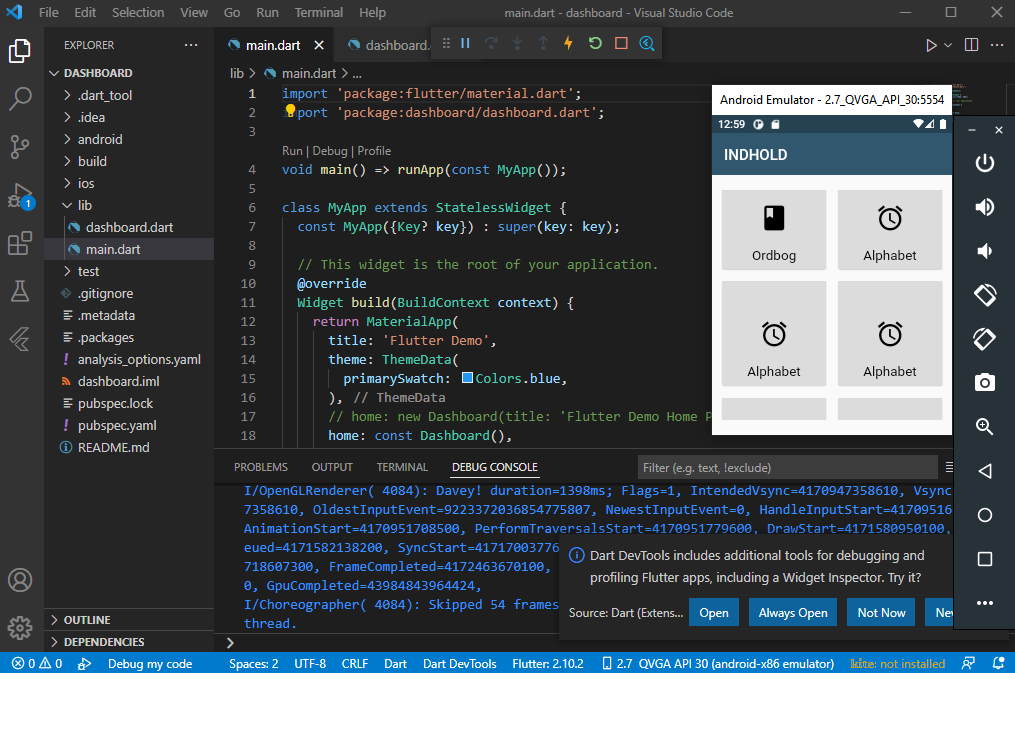 File Edit Selection View Go Run Terminal Help main.dart - dashboard - Visual Studio Code
EXPLORER
DASHBOARD
.dart_tool
.idea
android
build
ios
lib
dashboard.dart
main.dart
test
.gitignore
.metadata
.packages
analysis_options.yaml
dashboard.iml
pubspec.lock
pubspec.yaml
README.md
OUTLINE
DEPENDENCIES
1
main.dart dashboard.
lib > main.dart > ...
1 import 'package:flutter/material.dart';
2 import 'package:dashboard/dashboard.dart';
3
Run | Debug | Profile
4 void main() => runApp(const MyApp());
5
6 class MyApp extends StatelessWidget {
7 const MyApp({Key? key}) : super(key: key);
8
9 // This widget is the root of your application.
10 @override
11 Widget build(BuildContext context) {
12 return MaterialApp(
13 title: 'Flutter Demo',
14 theme: ThemeData(
15 primarySwatch: Colors.blue,
16 ), // ThemeData
17 // home: new Dashboard(title: 'Flutter Demo Home P
18 home: const Dashboard(),
Android Emulator - 2.7_QVGA_API_30:5554
12:59
INDHOLD
Ordbog
Alphabet
Alphabet
Alphabet
PROBLEMS OUTPUT TERMINAL DEBUG CONSOLE Filter (e.g. text, !exclude)
I/OpenGLRenderer( 4084): Davey! duration=1398ms; Flags=1, IntendedVsync=4170947358610, Vsync
7358610, OldestInputEvent=9223372036854775807, NewestInputEvent=0, HandleInputStart=41709516
AnimationStart=4170951708500, PerformTraversalsStart=4170951779600, DrawStart=4171580950100,
eued=4171582138200, SyncStart=41717003776
718607300, FrameCompleted=4172463670100,
0, GpuCompleted=43984843964424,
I/Choreographer( 4084): Skipped 54 frames
thread.
Dart DevTools includes additional tools for debugging and
profiling Flutter apps, including a Widget Inspector. Try it?
Source: Dart (Extens... Open Always Open Not Now Nev
0 0 Debug my code Spaces: 2 UTF-8 CRLF Dart Dart DevTools Flutter: 2.10.2 2.7 QVGA API 30 (android-x86 emulator) kite: not installed